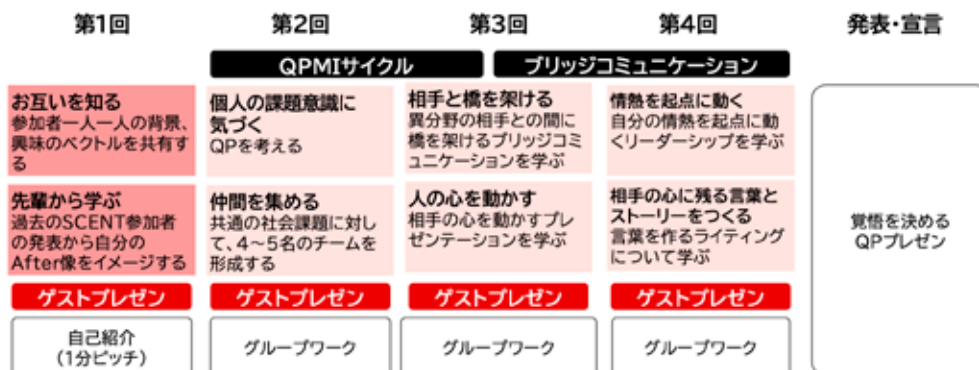 第1回
第2回
第3回
第4回
発表・宣言
QPMIサイクル
ブリッジコミュニケーション
お互いを知る
参加者一人一人の背景、
興味のベクトルを共有す
る
個人の課題意識に
気づく
QPを考える
相手と橋を架ける
異分野の相手との間に
橋を架けるブリッジコミ
ュニケーションを学ぶ
情熱を起点に動く
自分の情熱を起点に動
くリーダーシップを学ぶ
先輩から学ぶ
過去のSCENT参加者
の発表から自分の
After像をイメージする
仲間を集める
共通の社会課題に対し
て、4〜5名のチームを
形成する
人の心を動かす
相手の心を動かすプレ
ゼンテーションを学ぶ
相手の心に残る言葉と
ストーリーをつくる
言葉を作るライティング
について学ぶ
覚悟を決める
QPプレゼン
ゲストプレゼン
ゲストプレゼン
ゲストプレゼン
ゲストプレゼン
自己紹介
(1分ピッチ)
グループワーク
グループワーク
グループワーク